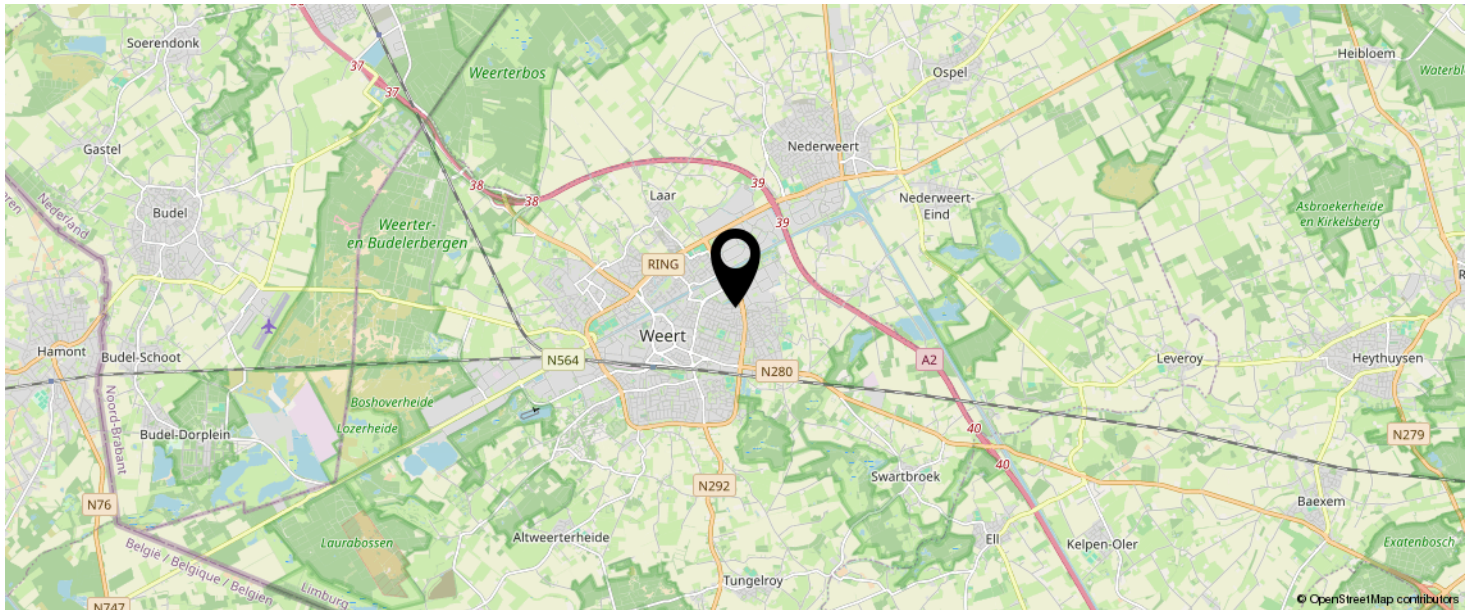 36
Soerendonk
Heibloem
37
Weerterbos
Ospel
Waterbl
37
Gastel
Nederweert
38
39
Laar
38
Nederland
Budel
Nederweert-
Eind
Asbroekerheide
en Kirkelsberg
39
Weerter-
en Budelerbergen
RING
Weert
Hamont
Budel-Schoot
N564
A2
Leveroy
Heythuysen
N280
Noord-Brabant
Boshoverheide
Lozerheide
Budel-Dorplein
40
N279
40
Swartbroek
N292
N76
Baexem
Altweerterheide
Ell
Laurabossen
Kelpen-Oler
Exatenbosch
België / Belgique / Belgien
Limburg
Tungelroy
N747
© OpenStreetMap contributors